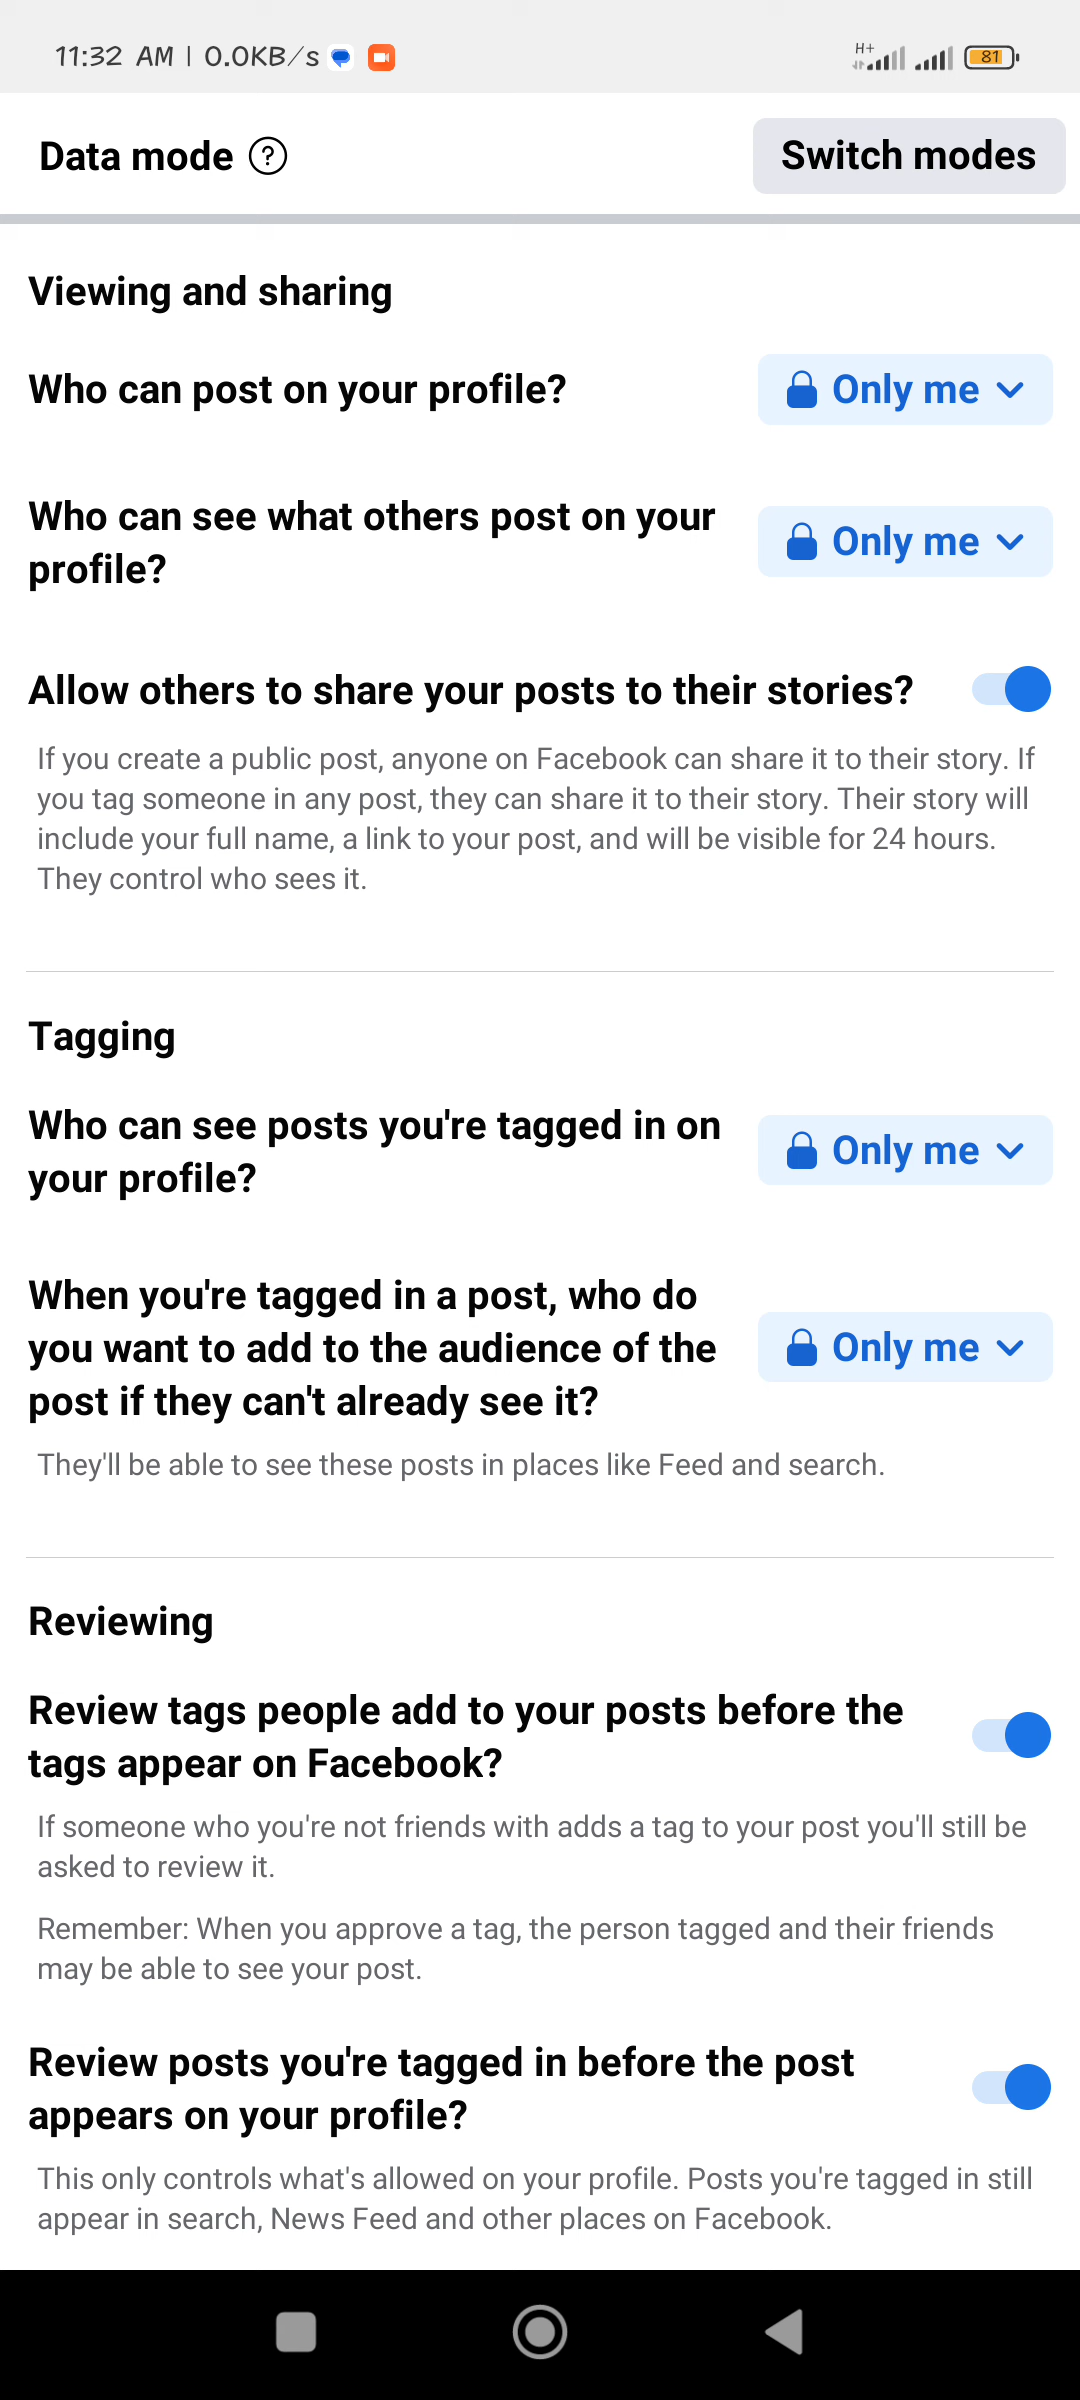 11:32 AM | 0.0KB/s H+ 81
Data mode ? Switch modes
Viewing and sharing
Who can post on your profile? Only me
Who can see what others post on your
profile?
Only me
Allow others to share your posts to their stories?
If you create a public post, anyone on Facebook can share it to their story. If
you tag someone in any post, they can share it to their story. Their story will
include your full name, a link to your post, and will be visible for 24 hours.
They control who sees it.
Tagging
Who can see posts you're tagged in on
your profile?
Only me
When you're tagged in a post, who do
you want to add to the audience of the
post if they can't already see it?
Only me
They'll be able to see these posts in places like Feed and search.
Reviewing
Review tags people add to your posts before the
tags appear on Facebook?
If someone who you're not friends with adds a tag to your post you'll still be
asked to review it.
Remember: When you approve a tag, the person tagged and their friends
may be able to see your post.
Review posts you're tagged in before the post
appears on your profile?
This only controls what's allowed on your profile. Posts you're tagged in still
appear in search, News Feed and other places on Facebook.